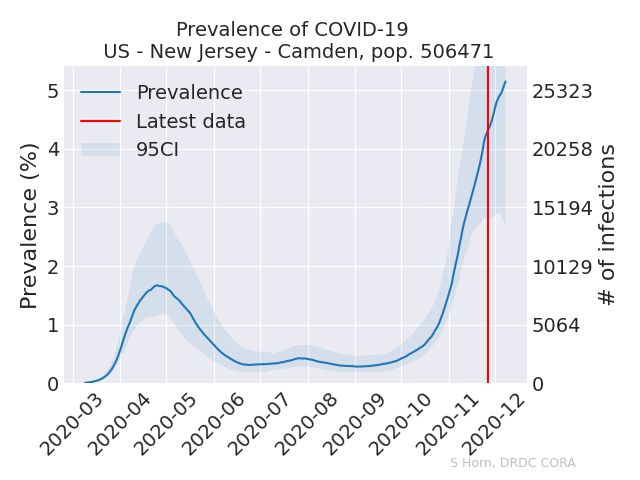 Prevalence of COVID-19
US - New Jersey - Camden, pop. 506471
Prevalence
Latest data
95CI
Prevalence (%)
5
4
3
2
1
0
25323
20258
15194
10129
5064
0
# of infections
2020-03
2020-04
2020-05
2020-06
2020-07
2020-08
2020-09
2020-10
2020-11
2020-12
S Horn, DRDC CORA